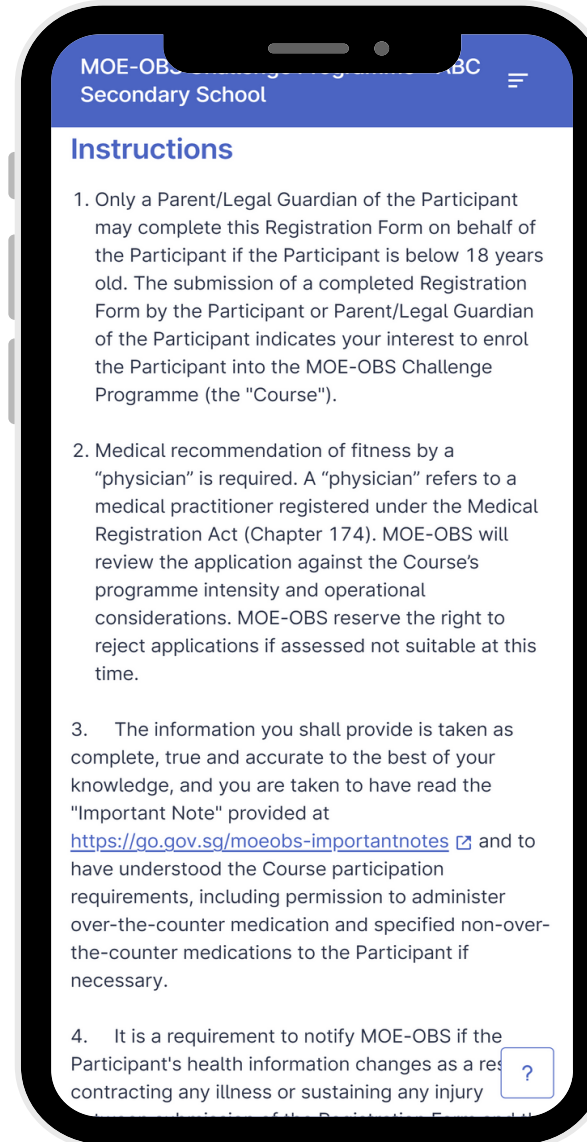 MOE-OBS Challenge Programme - ABC
Secondary School
Instructions
1. Only a Parent/Legal Guardian of the Participant
may complete this Registration Form on behalf of
the Participant if the Participant is below 18 years
old. The submission of a completed Registration
Form by the Participant or Parent/Legal Guardian
of the Participant indicates your interest to enrol
the Participant into the MOE-OBS Challenge
Programme (the "Course").
2. Medical recommendation of fitness by a
“physician” is required. A “physician” refers to a
medical practitioner registered under the Medical
Registration Act (Chapter 174). MOE-OBS will
review the application against the Course’s
programme intensity and operational
considerations. MOE-OBS reserve the right to
reject applications if assessed not suitable at this
time.
3. The information you shall provide is taken as
complete, true and accurate to the best of your
knowledge, and you are taken to have read the
"Important Note" provided at
https://go.gov.sg/moeobs-importantnotes and to
have understood the Course participation
requirements, including permission to administer
over-the-counter medication and specified non-over-
the-counter medications to the Participant if
necessary.
4. It is a requirement to notify MOE-OBS if the
Participant's health information changes as a
contracting any illness or sustaining any injury
submission of the Registration Form and
?